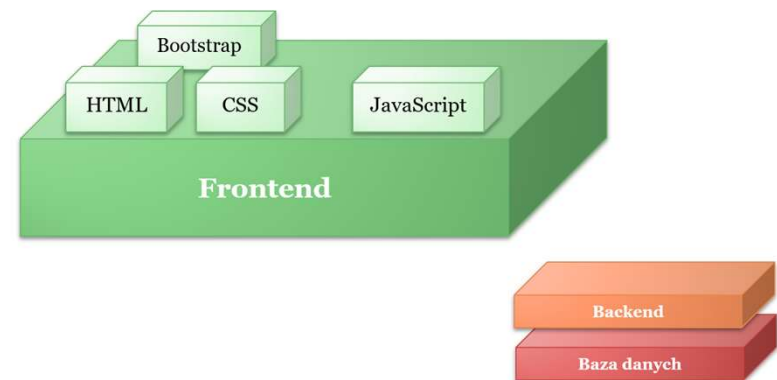 Bootstrap
HTML
CSS
JavaScript
Frontend
Backend
Baza danych